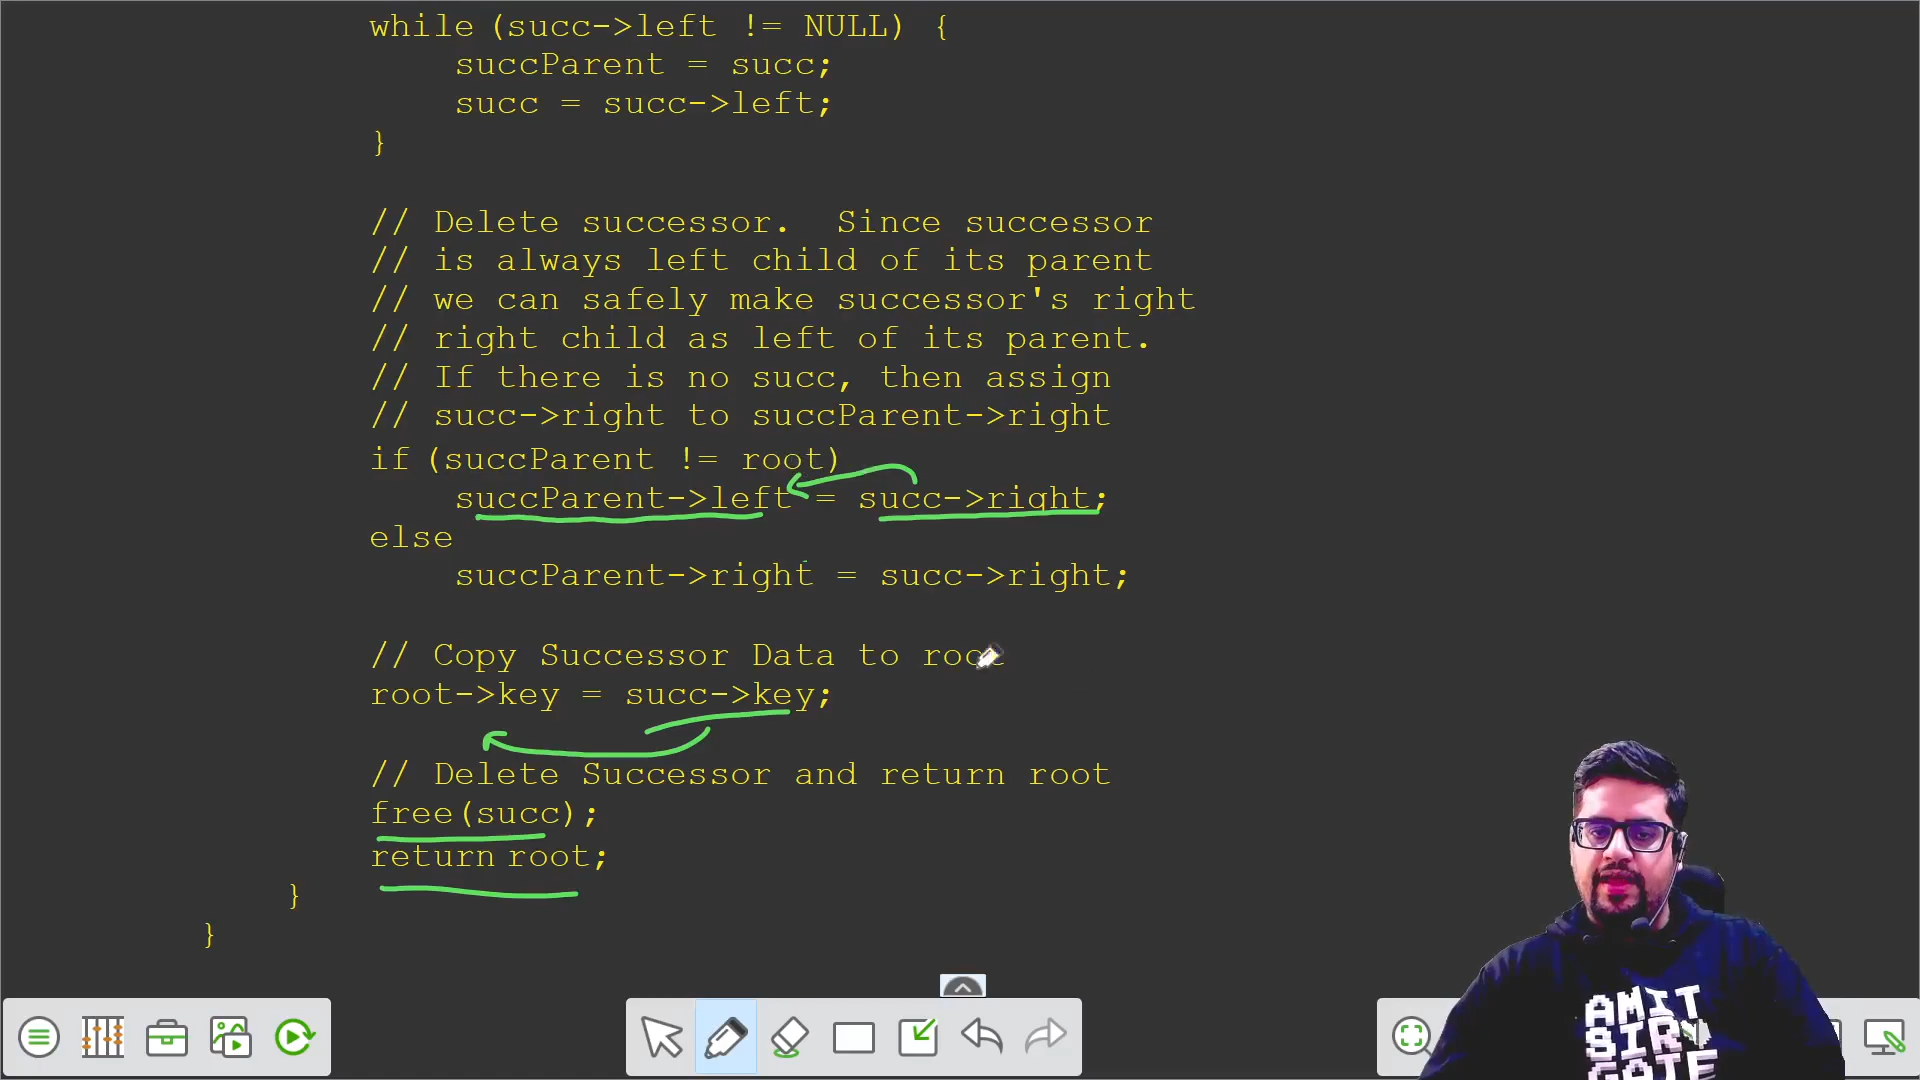 while (succ->left != NULL) {
succParent = succ;
succ = succ->left;
}
// Delete successor.  Since successor
// is always left child of its parent
// we can safely make successor's right
// right child as left of its parent.
// If there is no succ, then assign
// succ->right to succParent->right
if (succParent != root)
succParent->left = succ->right;
else
succParent->right = succ->right;
// Copy Successor Data to root
root->key = succ->key;
// Delete Successor and return root
free(succ);
return root;
}
}
AMIT
SIR
GATE